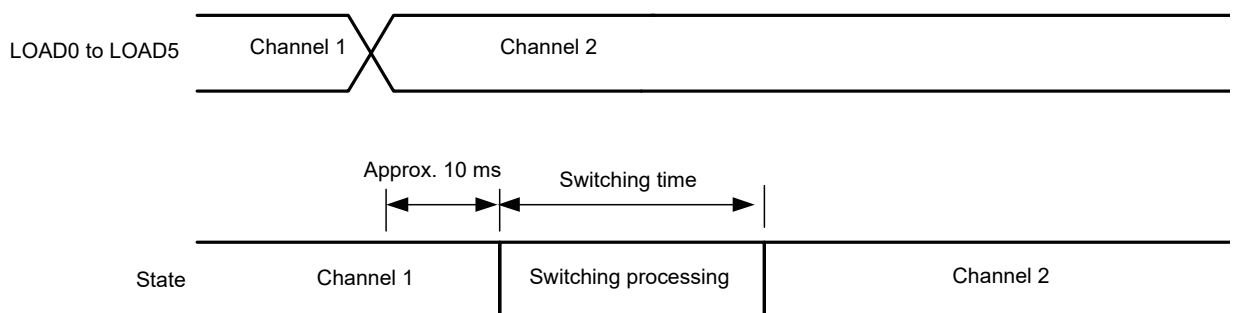 LOAD0 to LOAD5
Channel 1
Channel 2
Approx. 10 ms
Switching time
State
Channel 1
Switching processing
Channel 2